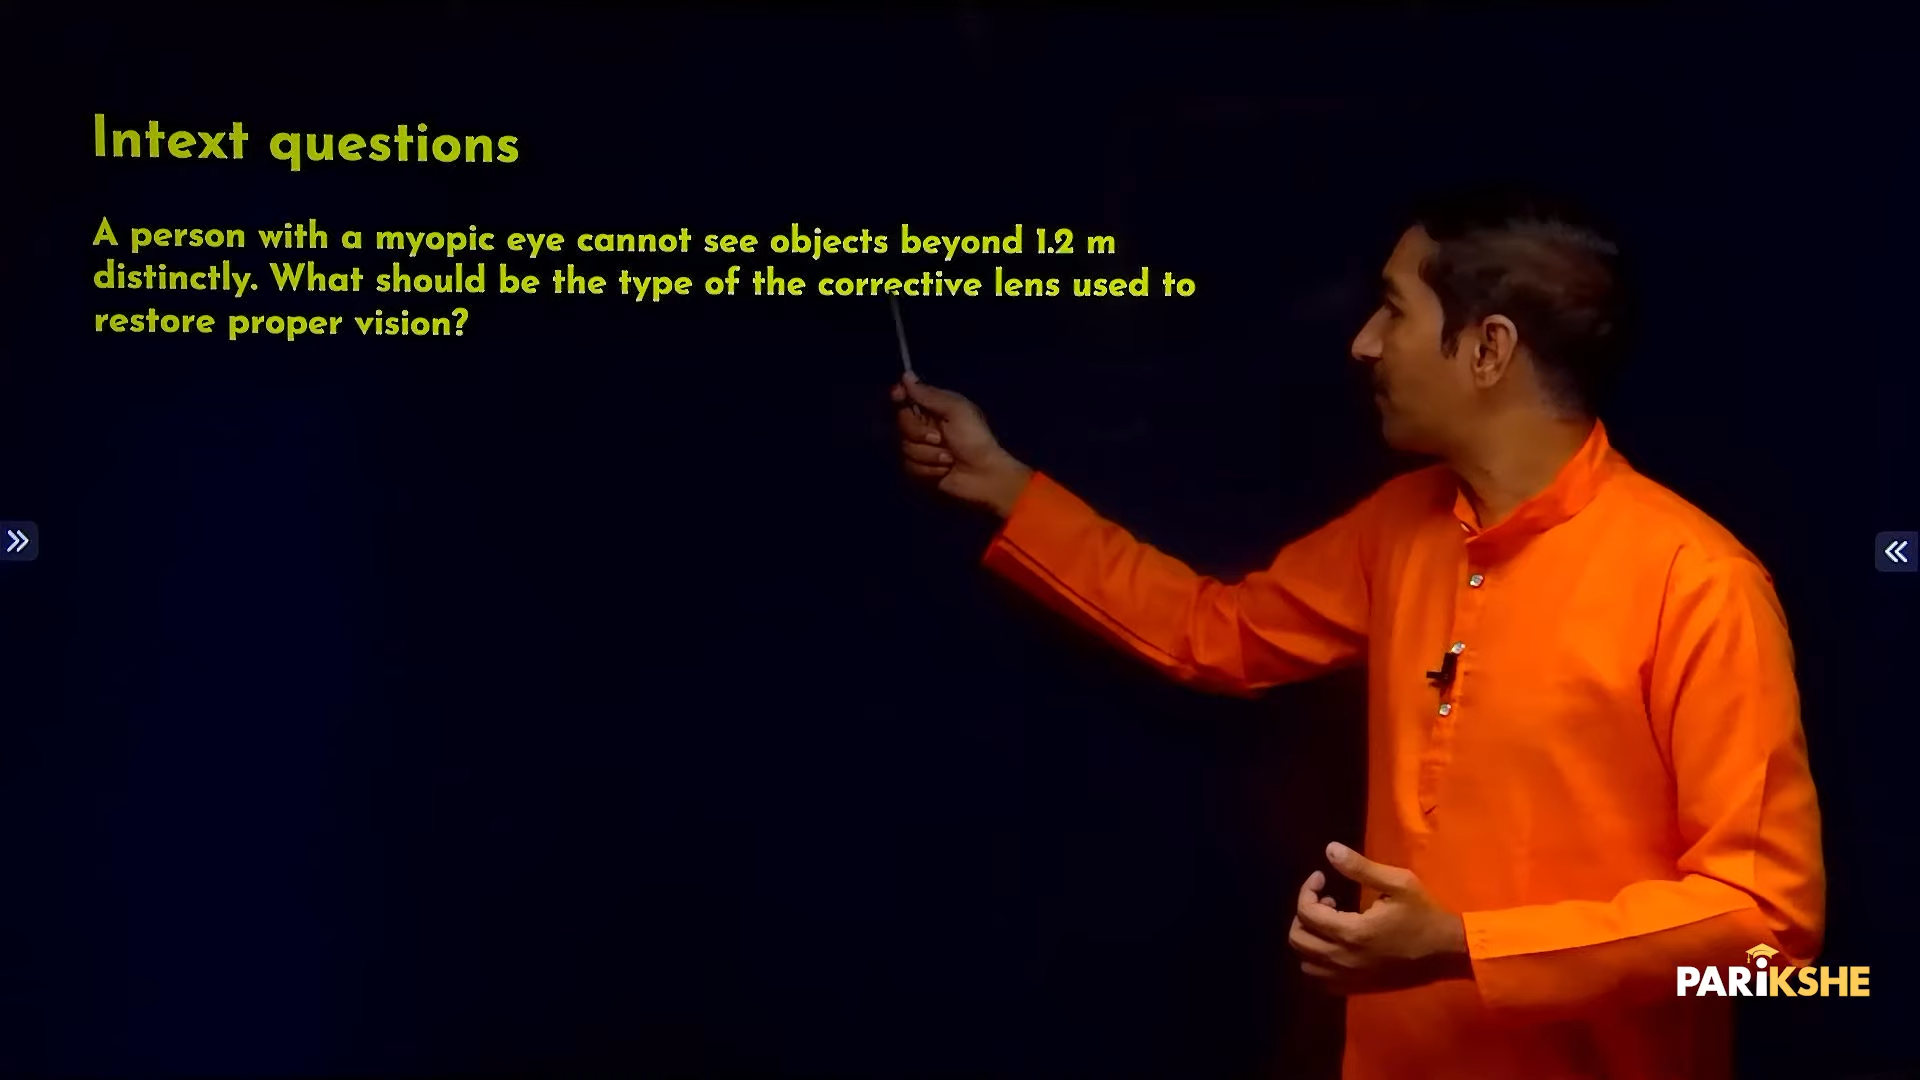 Intext questions
A person with a myopic eye cannot see objects beyond 1.2 m
distinctly. What should be the type of the corrective lens used to
restore proper vision?
PARiKSHE